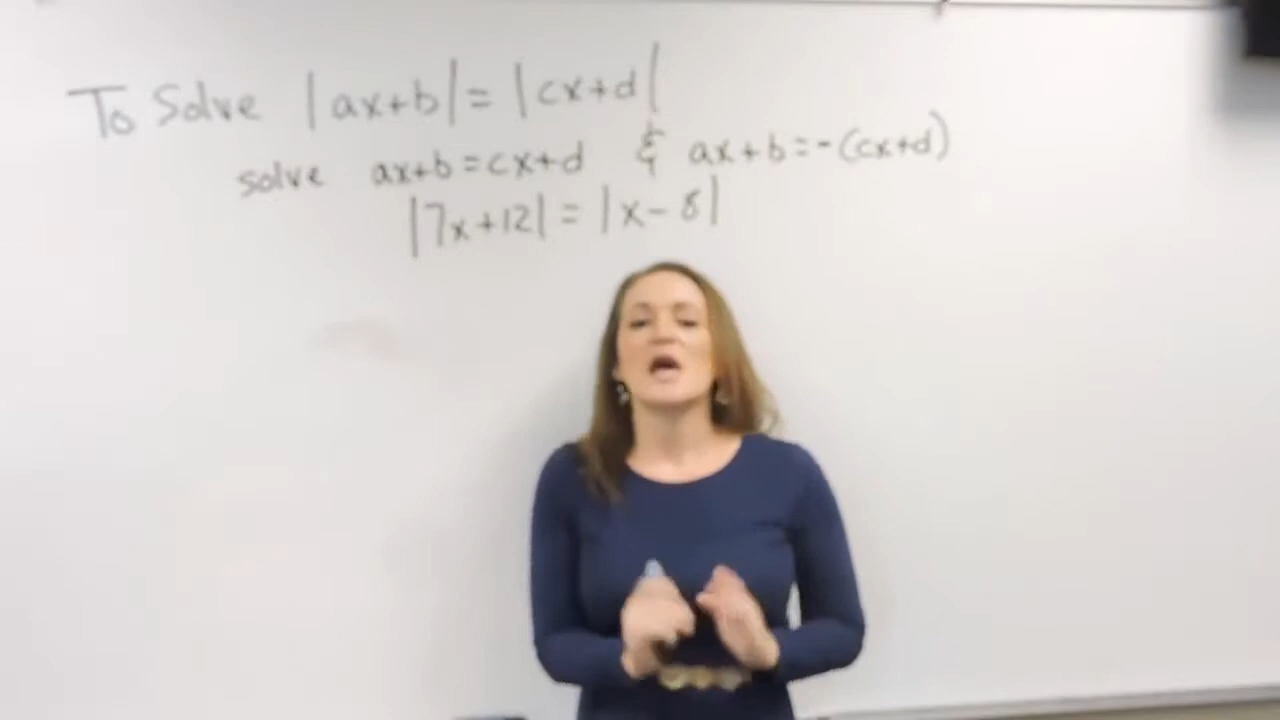 To Solve |ax+b| = |cx+d|
solve ax+b=cx+d & ax+b=-(cx+d)
|7x+12| = |x-8|